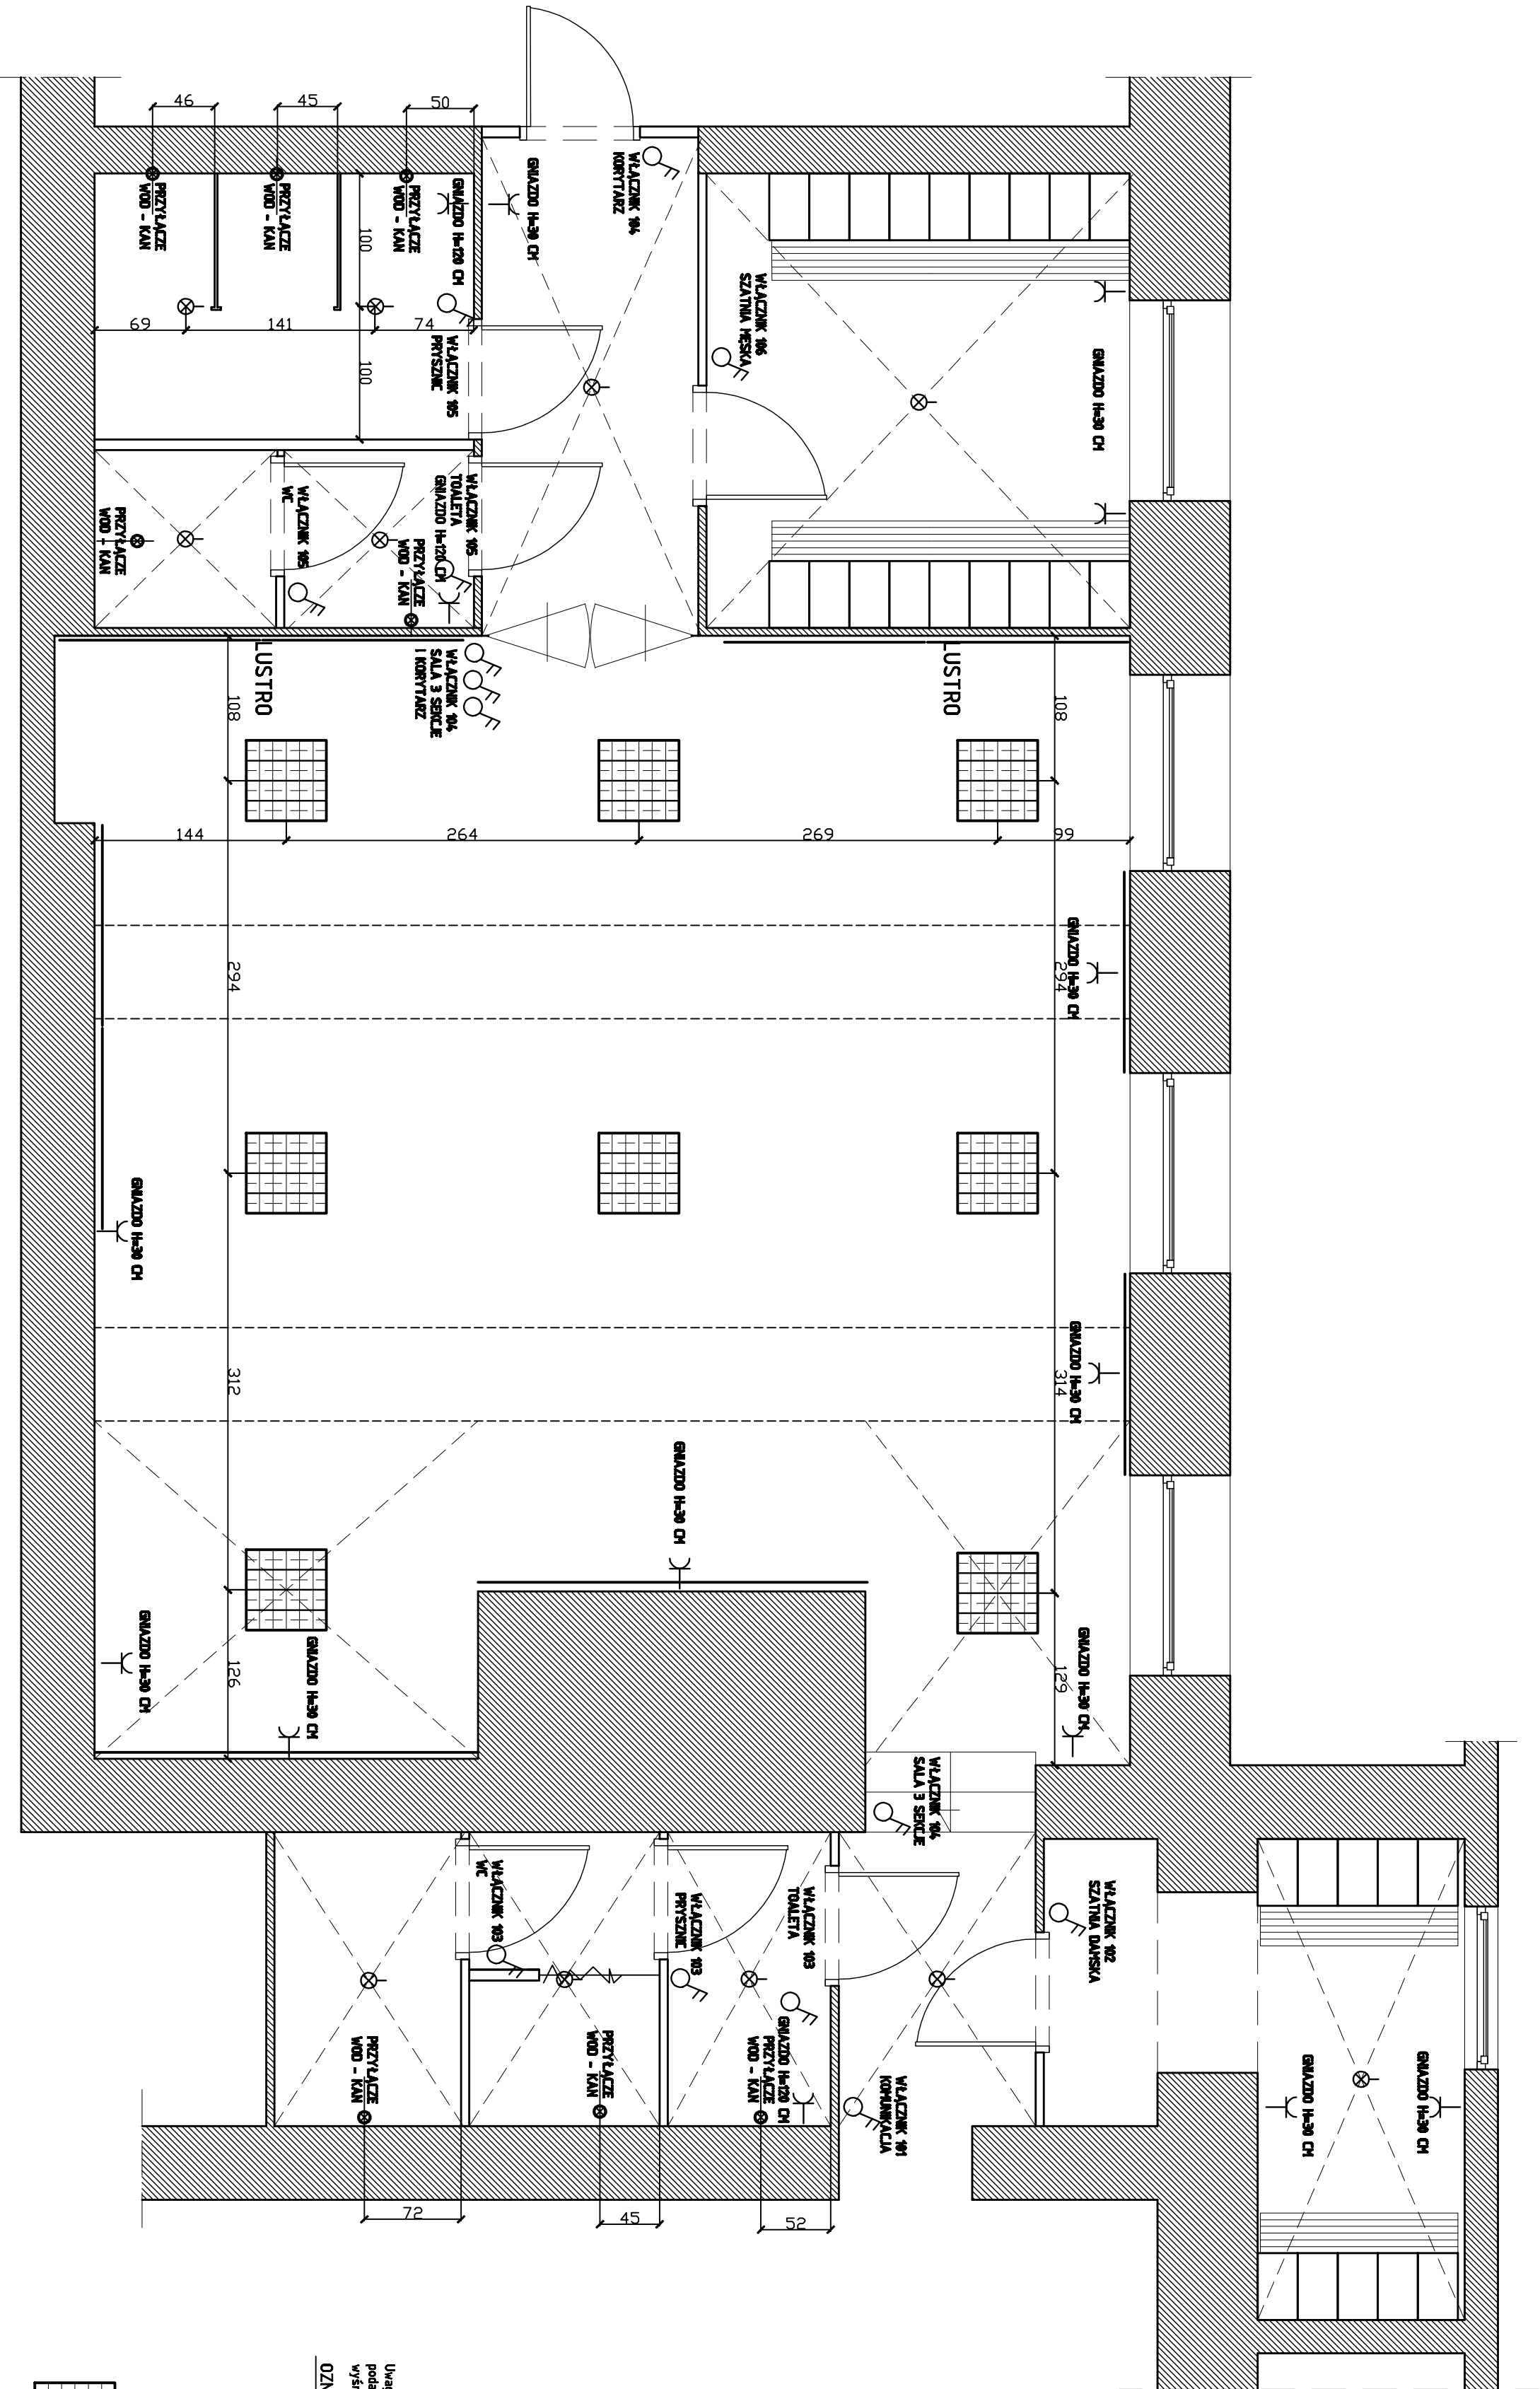 46
45
50
PRZYŁĄCZE
WOD - KAN
PRZYŁĄCZE
WOD - KAN
PRZYŁĄCZE
WOD - KAN
GNIAZDO H=120 CM
GNIAZDO H=30 CM
WŁĄCZNIK 104
KORYTARZ
100
69
141
74
100
WŁĄCZNIK 105
PRYSZNIC
WŁĄCZNIK 106
SZATNIA MĘSKA
GNIAZDO H=30 CM
PRZYŁĄCZE
WOD - KAN
WŁĄCZNIK 105
WC
WŁĄCZNIK 105
TOALETA
GNIAZDO H=120 CM
PRZYŁĄCZE
WOD - KAN
LUSTRO
WŁĄCZNIK 104
SALA 3 SEKCJE
I KORYTARZ
LUSTRO
108
108
144
264
269
99
294
294
GNIAZDO H=30 CM
GNIAZDO H=30 CM
312
314
GNIAZDO H=30 CM
GNIAZDO H=30 CM
GNIAZDO H=30 CM
GNIAZDO H=30 CM
126
129
GNIAZDO H=30 CM
WŁĄCZNIK 104
SALA 3 SEKCJE
WŁĄCZNIK 103
WC
WŁĄCZNIK 103
PRYSZNIC
WŁĄCZNIK 103
TOALETA
WŁĄCZNIK 102
SZATNIA DAMSKA
PRZYŁĄCZE
WOD - KAN
PRZYŁĄCZE
WOD - KAN
GNIAZDO H=120 CM
PRZYŁĄCZE
WOD - KAN
WŁĄCZNIK 101
KOMUNIKACJA
GNIAZDO H=30 CM
GNIAZDO H=30 CM
72
45
52